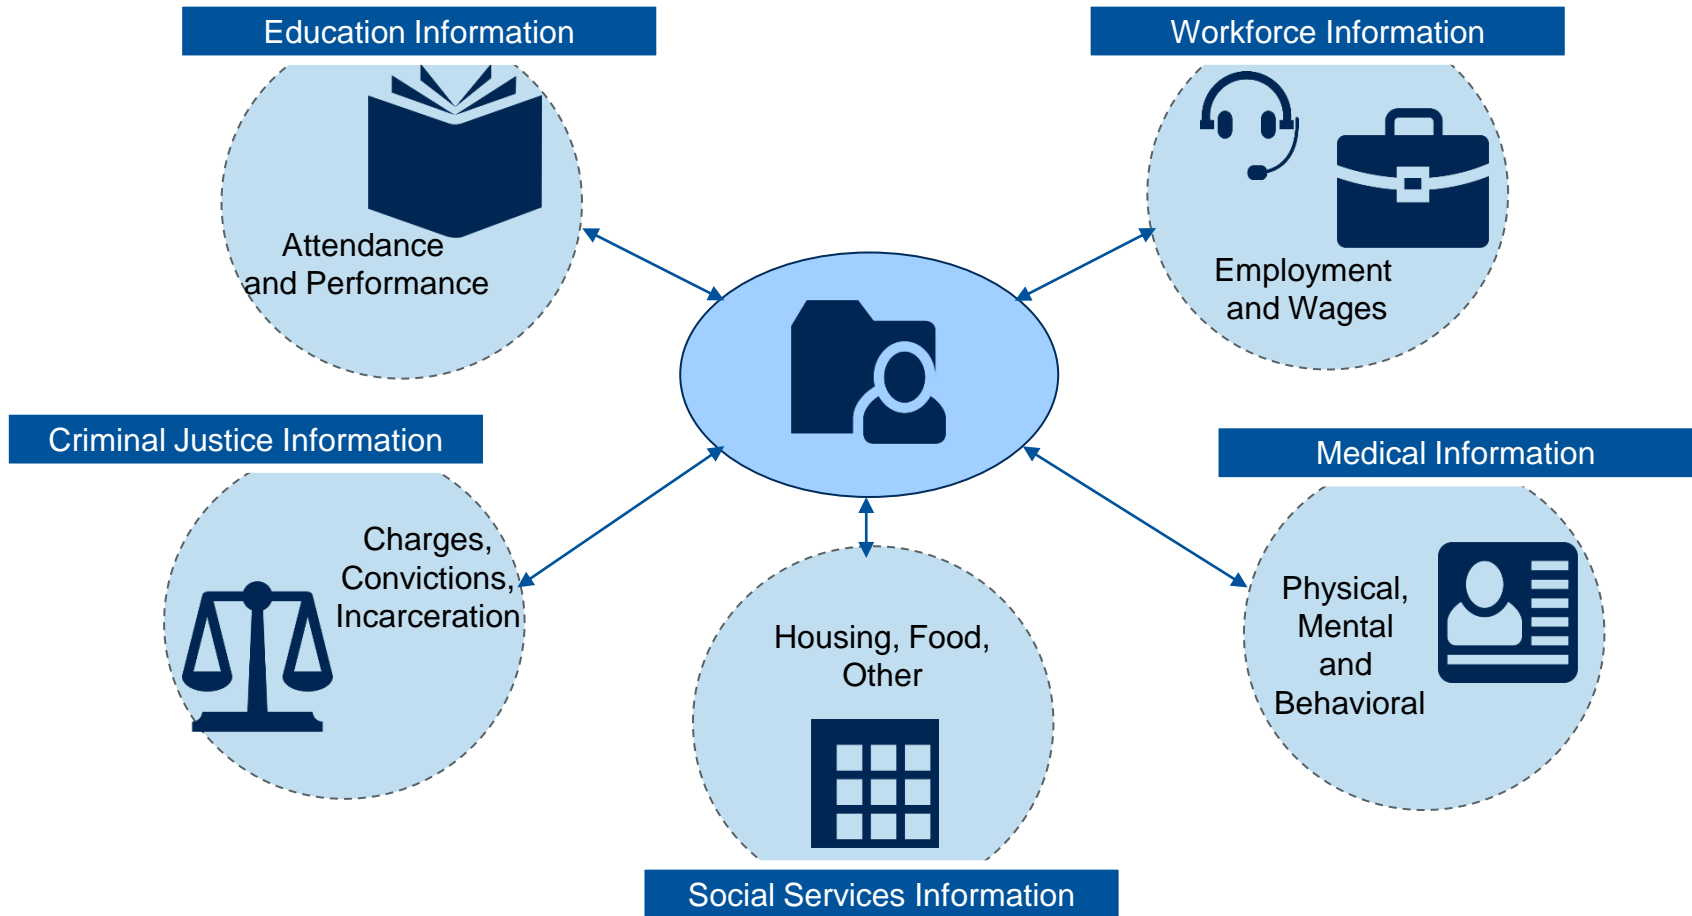 Education Information
Attendance
and Performance
Workforce Information
Employment
and Wages
Criminal Justice Information
Charges,
Convictions,
Incarceration
Medical Information
Physical,
Mental
and
Behavioral
Housing, Food,
Other
Social Services Information